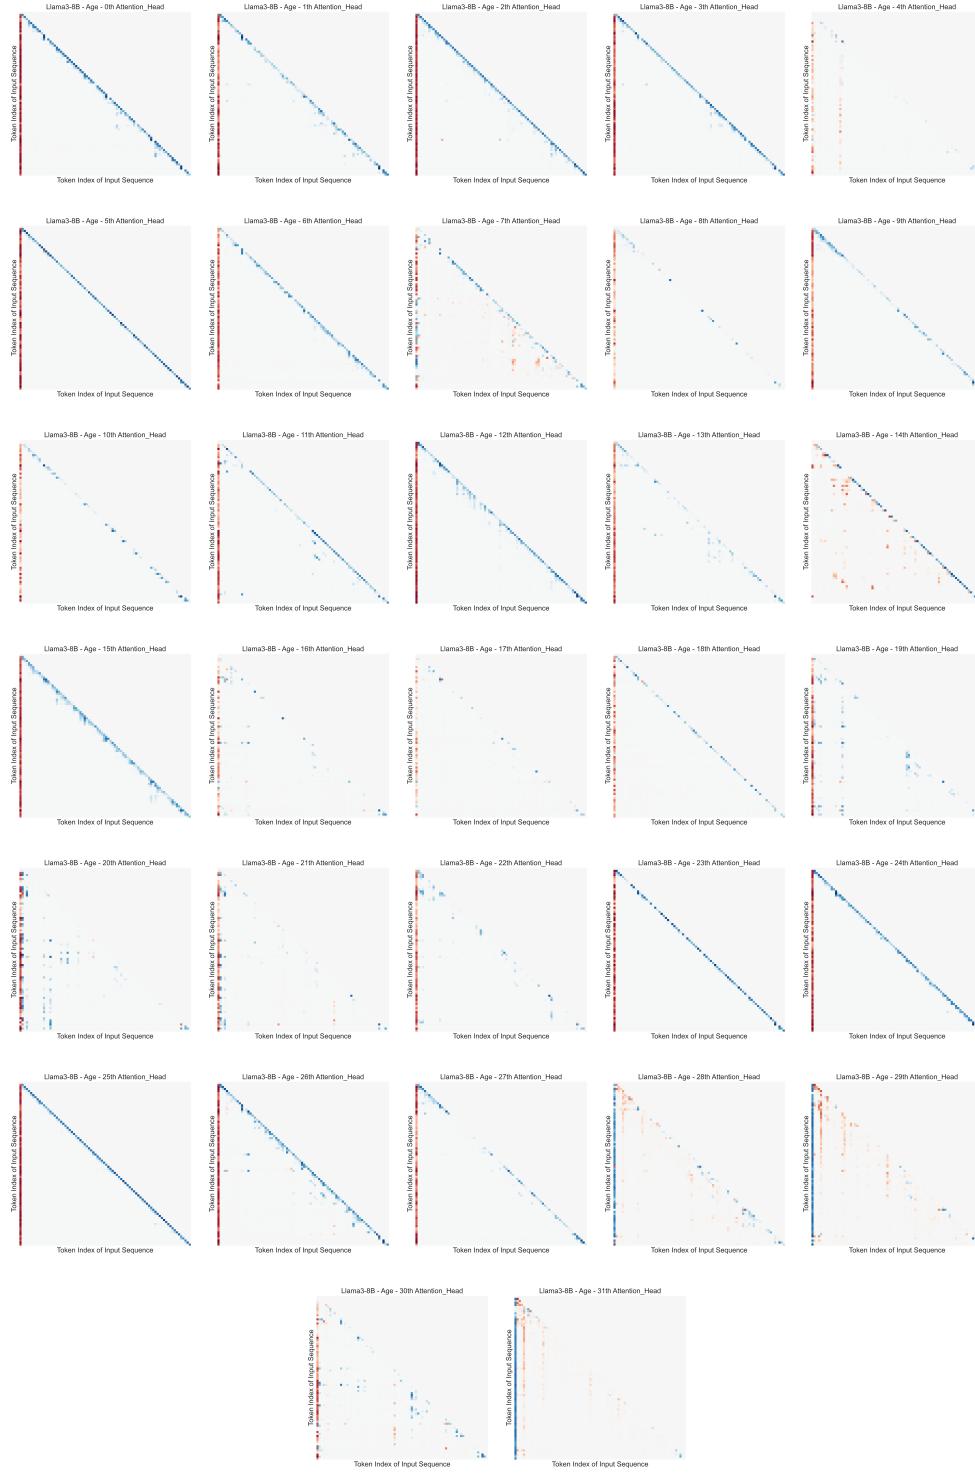 Llama3-8B - Age - 0th Attention_Head
Token Index of Input Sequence
Token Index of Input Sequence
Llama3-8B - Age - 1th Attention_Head
Token Index of Input Sequence
Token Index of Input Sequence
Llama3-8B - Age - 2th Attention_Head
Token Index of Input Sequence
Token Index of Input Sequence
Llama3-8B - Age - 3th Attention_Head
Token Index of Input Sequence
Token Index of Input Sequence
Llama3-8B - Age - 4th Attention_Head
Token Index of Input Sequence
Token Index of Input Sequence
Llama3-8B - Age - 5th Attention_Head
Token Index of Input Sequence
Token Index of Input Sequence
Llama3-8B - Age - 6th Attention_Head
Token Index of Input Sequence
Token Index of Input Sequence
Llama3-8B - Age - 7th Attention_Head
Token Index of Input Sequence
Token Index of Input Sequence
Llama3-8B - Age - 8th Attention_Head
Token Index of Input Sequence
Token Index of Input Sequence
Llama3-8B - Age - 9th Attention_Head
Token Index of Input Sequence
Token Index of Input Sequence
Llama3-8B - Age - 10th Attention_Head
Token Index of Input Sequence
Token Index of Input Sequence
Llama3-8B - Age - 11th Attention_Head
Token Index of Input Sequence
Token Index of Input Sequence
Llama3-8B - Age - 12th Attention_Head
Token Index of Input Sequence
Token Index of Input Sequence
Llama3-8B - Age - 13th Attention_Head
Token Index of Input Sequence
Token Index of Input Sequence
Llama3-8B - Age - 14th Attention_Head
Token Index of Input Sequence
Token Index of Input Sequence
Llama3-8B - Age - 15th Attention_Head
Token Index of Input Sequence
Token Index of Input Sequence
Llama3-8B - Age - 16th Attention_Head
Token Index of Input Sequence
Token Index of Input Sequence
Llama3-8B - Age - 17th Attention_Head
Token Index of Input Sequence
Token Index of Input Sequence
Llama3-8B - Age - 18th Attention_Head
Token Index of Input Sequence
Token Index of Input Sequence
Llama3-8B - Age - 19th Attention_Head
Token Index of Input Sequence
Token Index of Input Sequence
Llama3-8B - Age - 20th Attention_Head
Token Index of Input Sequence
Token Index of Input Sequence
Llama3-8B - Age - 21th Attention_Head
Token Index of Input Sequence
Token Index of Input Sequence
Llama3-8B - Age - 22th Attention_Head
Token Index of Input Sequence
Token Index of Input Sequence
Llama3-8B - Age - 23th Attention_Head
Token Index of Input Sequence
Token Index of Input Sequence
Llama3-8B - Age - 24th Attention_Head
Token Index of Input Sequence
Token Index of Input Sequence
Llama3-8B - Age - 25th Attention_Head
Token Index of Input Sequence
Token Index of Input Sequence
Llama3-8B - Age - 26th Attention_Head
Token Index of Input Sequence
Token Index of Input Sequence
Llama3-8B - Age - 27th Attention_Head
Token Index of Input Sequence
Token Index of Input Sequence
Llama3-8B - Age - 28th Attention_Head
Token Index of Input Sequence
Token Index of Input Sequence
Llama3-8B - Age - 29th Attention_Head
Token Index of Input Sequence
Token Index of Input Sequence
Llama3-8B - Age - 30th Attention_Head
Token Index of Input Sequence
Token Index of Input Sequence
Llama3-8B - Age - 31th Attention_Head
Token Index of Input Sequence
Token Index of Input Sequence